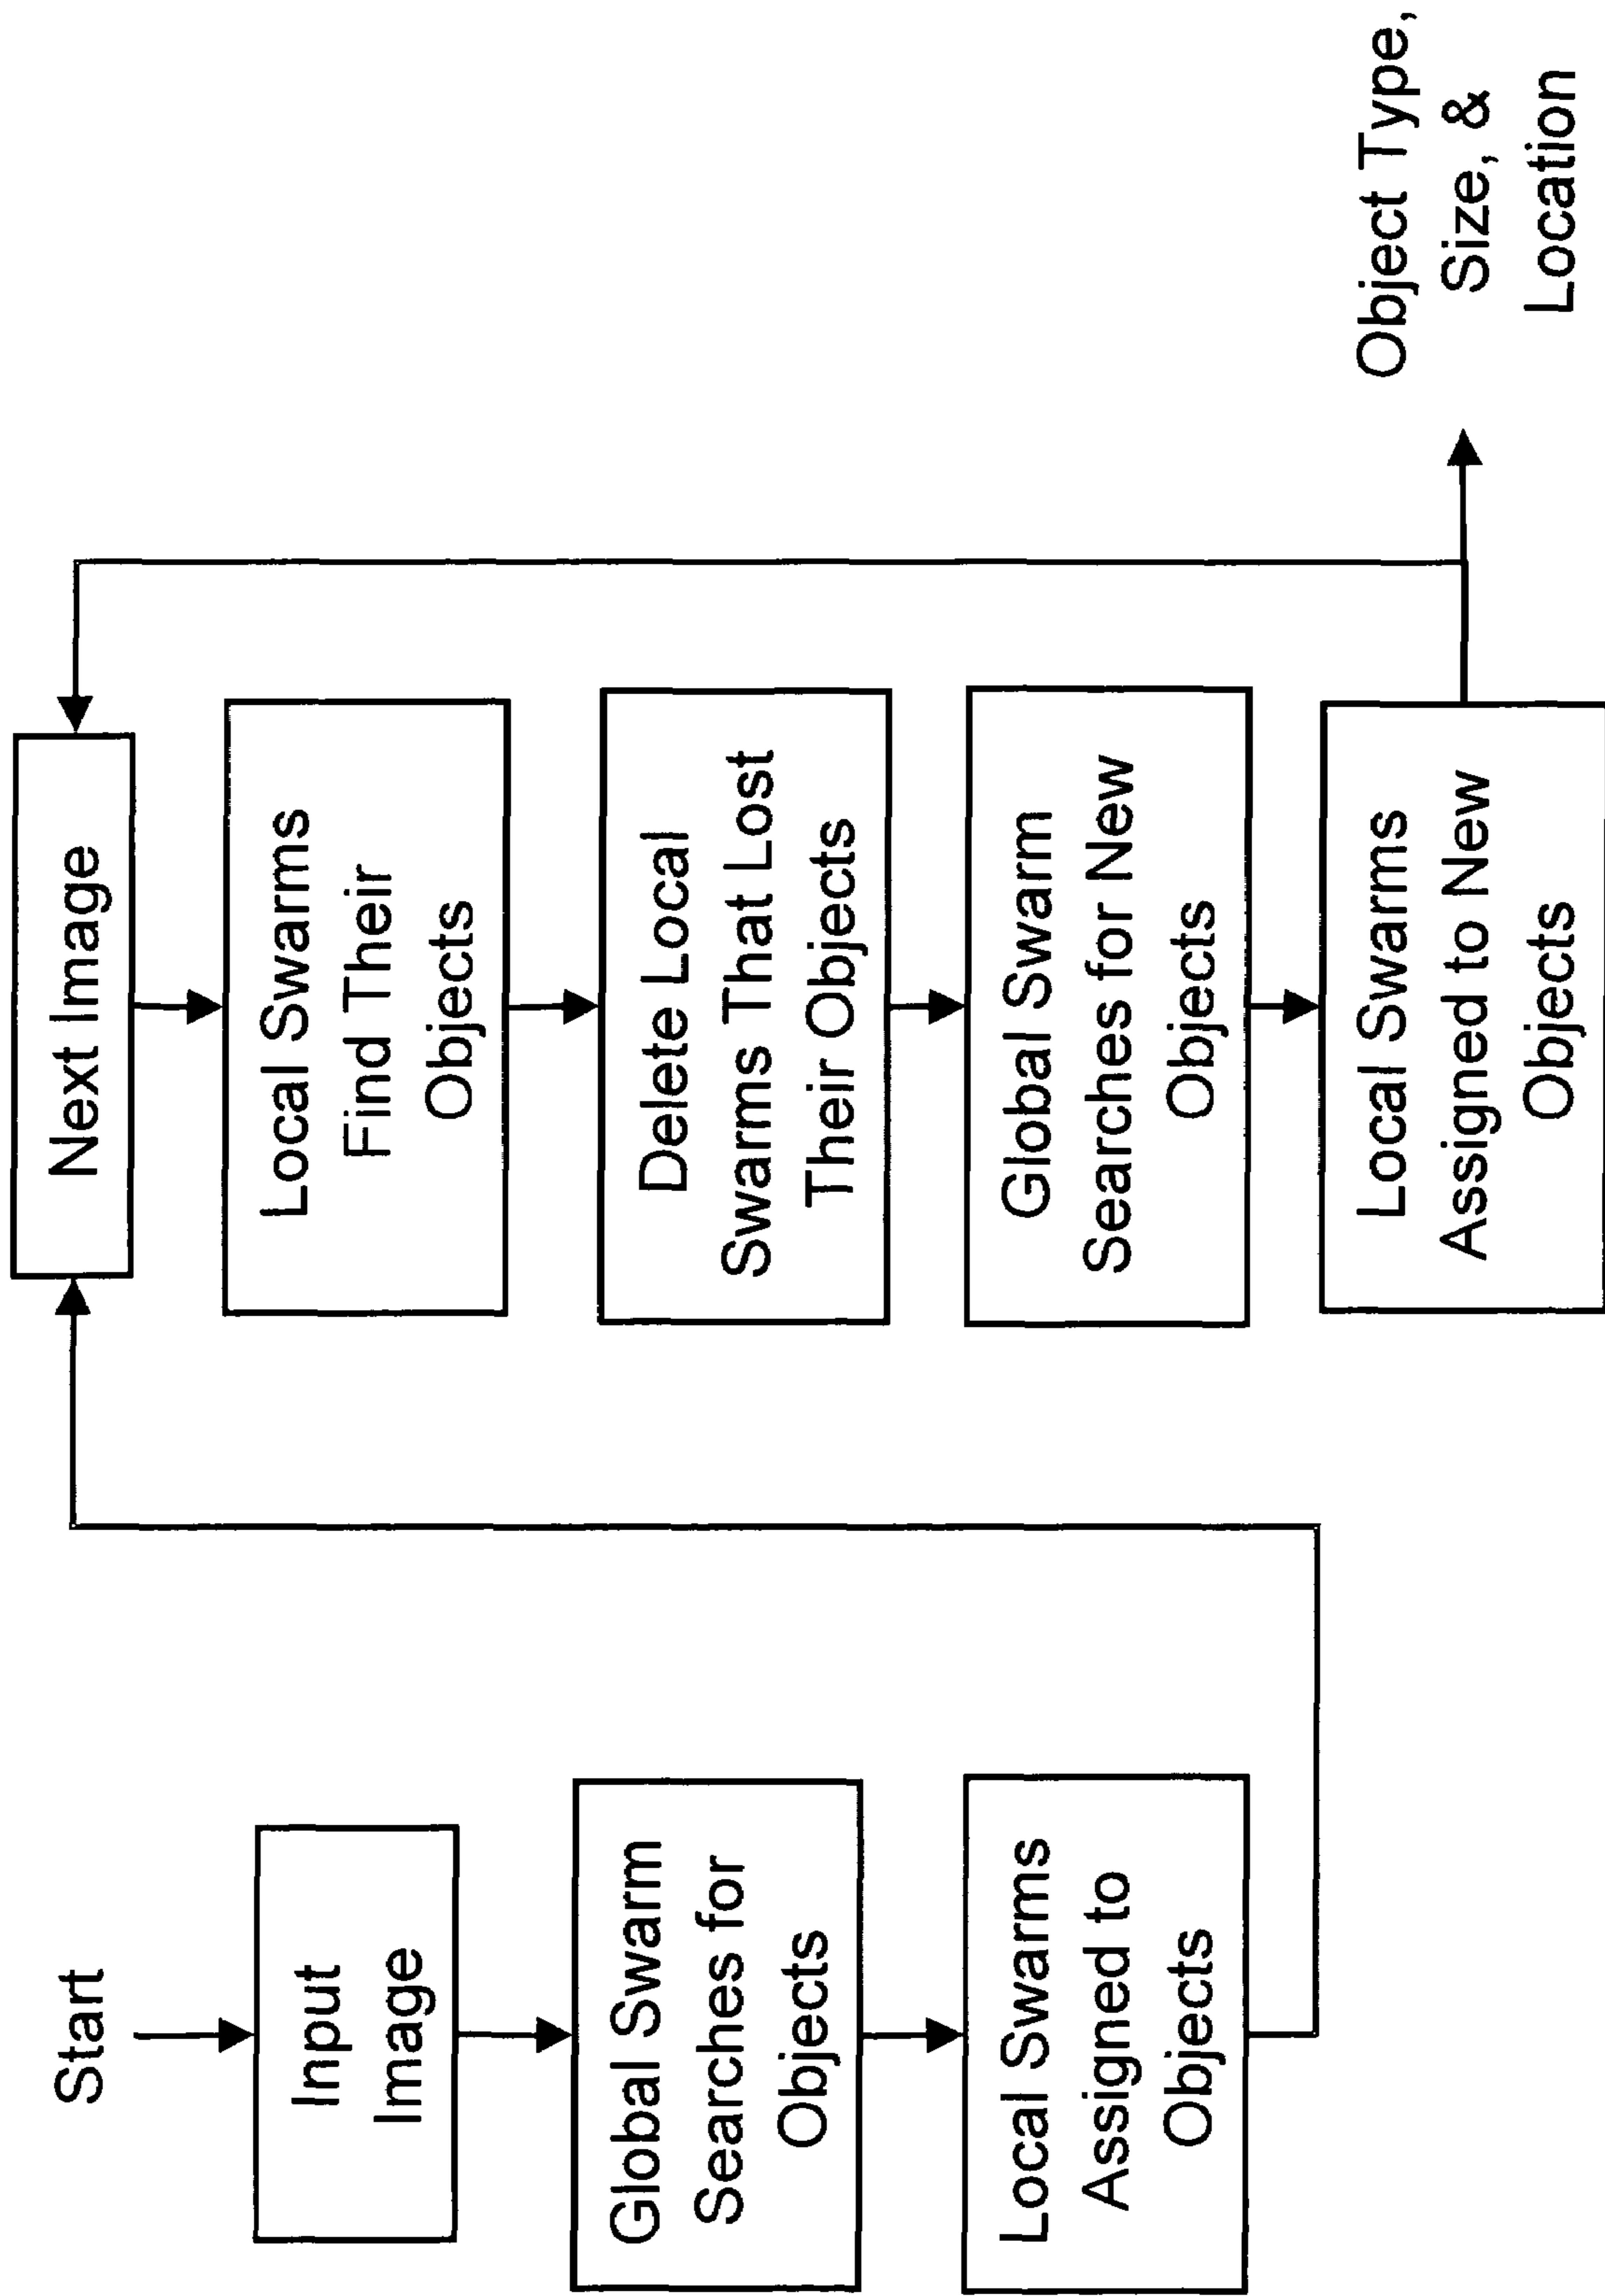 Start
Input
Image
Global Swarm
Searches for
Objects
Local Swarms
Assigned to
Objects
Next Image
Local Swarms
Find Their
Objects
Delete Local
Swarms That Lost
Their Objects
Global Swarm
Searches for New
Objects
Local Swarms
Assigned to New
Objects
Object Type,
Size, &
Location